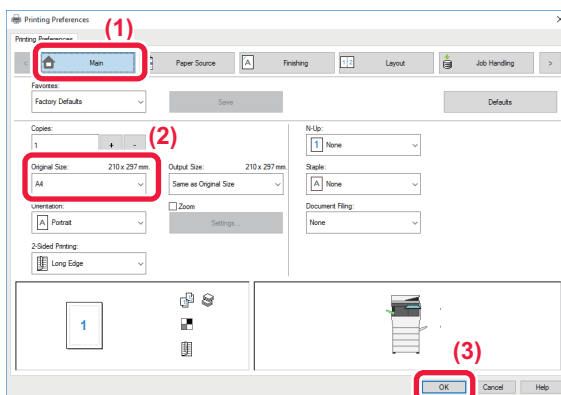 Printing Preferences
(1)
Printing Preferences
Main
Paper Source
A Finishing
1 2 Layout
Job Handling
Favorites:
Factory Defaults
Save
Defaults
Copies:
1
+ -
(2)
N-Up:
1 None
Original Size: 210 x 297 mm.
A4
Output Size: 210 x 297 mm.
Same as Original Size
Staple:
A None
Orientation:
A Portrait
Zoom
Settings...
Document Filing:
None
2-Sided Printing:
Long Edge
1
(3)
OK
Cancel
Help